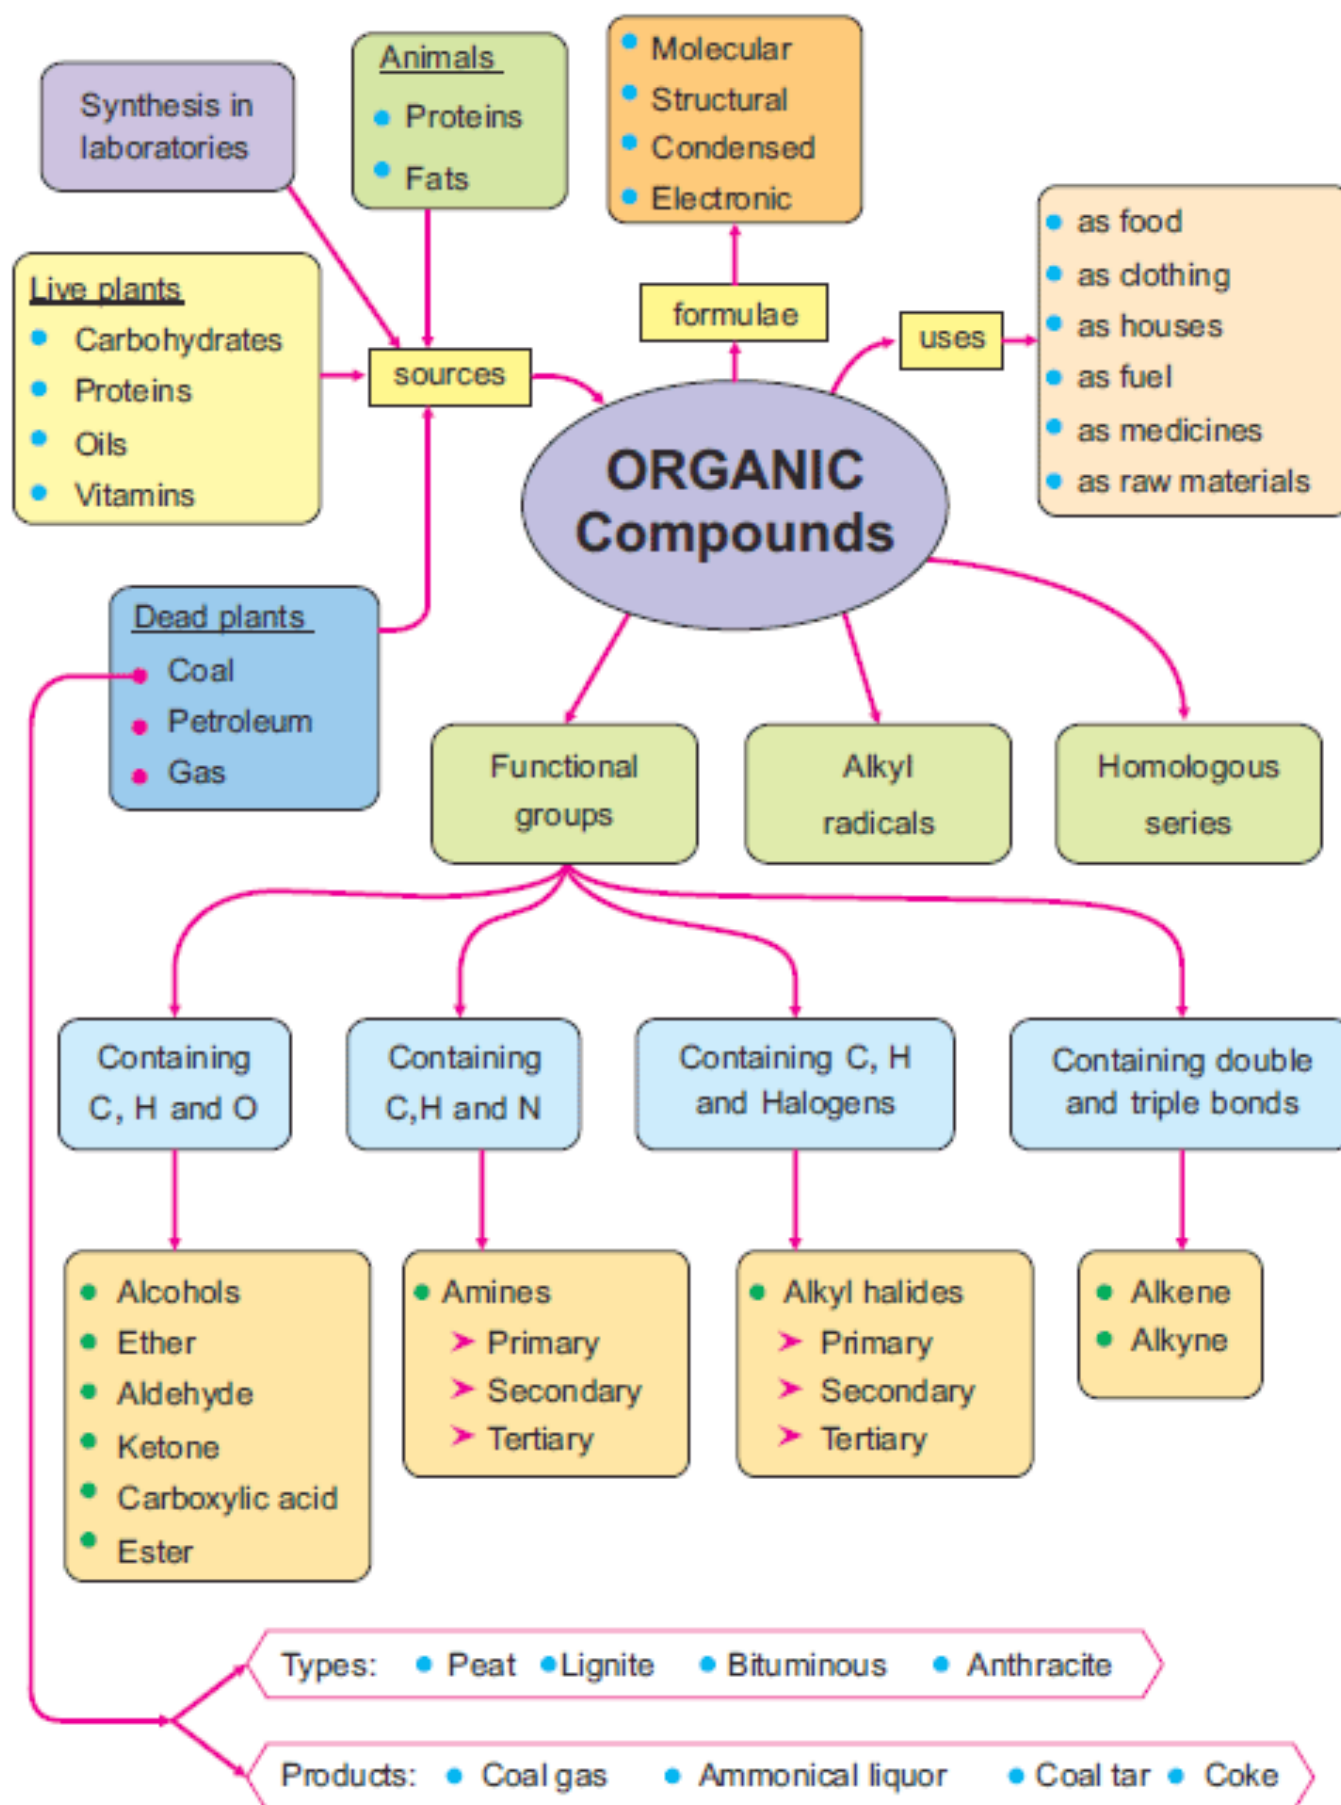 Synthesis in
laboratories
Animals
Proteins
Fats
Molecular
Structural
Condensed
Electronic
Live plants
Carbohydrates
Proteins
Oils
Vitamins
sources
formulae
uses
as food
as clothing
as houses
as fuel
as medicines
as raw materials
ORGANIC
Compounds
Dead plants
Coal
Petroleum
Gas
Functional
groups
Alkyl
radicals
Homologous
series
Containing
C, H and O
Containing
C,H and N
Containing C, H
and Halogens
Containing double
and triple bonds
Alcohols
Ether
Aldehyde
Ketone
Carboxylic acid
Ester
Amines
Primary
Secondary
Tertiary
Alkyl halides
Primary
Secondary
Tertiary
Alkene
Alkyne
Types: Peat Lignite Bituminous Anthracite
Products: Coal gas Ammonical liquor Coal tar Coke